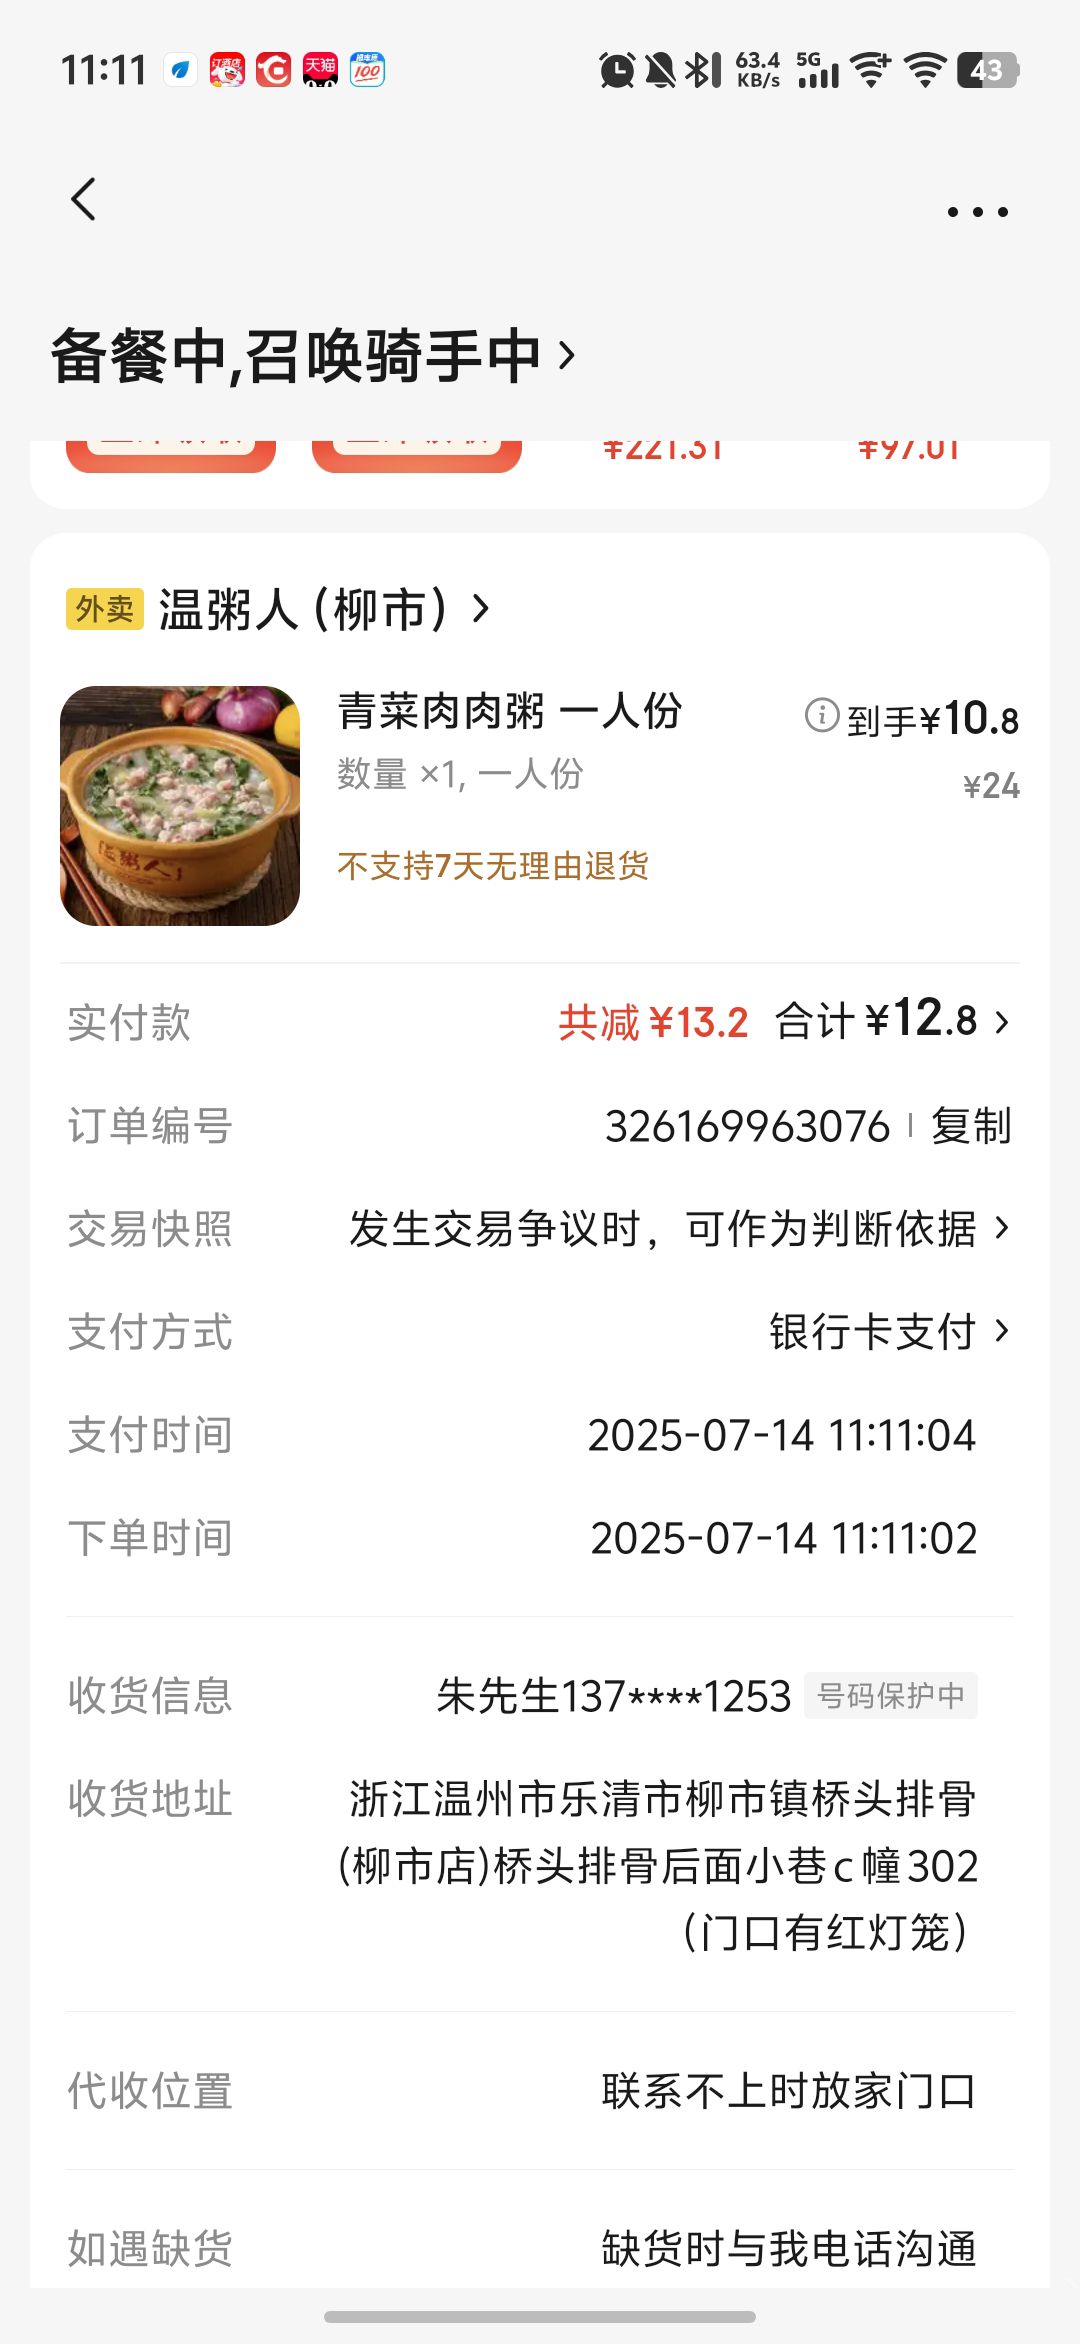 11:11
订酒店
天猫
100
63.4
KB/s
5G
43
备餐中,召唤骑手中
¥221.31
¥97.01
外卖 温粥人(柳市)
青菜肉肉粥 一人份
到手¥10.8
数量 ×1, 一人份
¥24
不支持7天无理由退货
温粥人
实付款 共减¥13.2 合计¥12.8
订单编号 326169963076 复制
交易快照 发生交易争议时，可作为判断依据
支付方式 银行卡支付
支付时间 2025-07-14 11:11:04
下单时间 2025-07-14 11:11:02
收货信息 朱先生137****1253 号码保护中
收货地址 浙江温州市乐清市柳市镇桥头排骨
(柳市店)桥头排骨后面小巷c幢302
（门口有红灯笼）
代收位置 联系不上时放家门口
如遇缺货 缺货时与我电话沟通